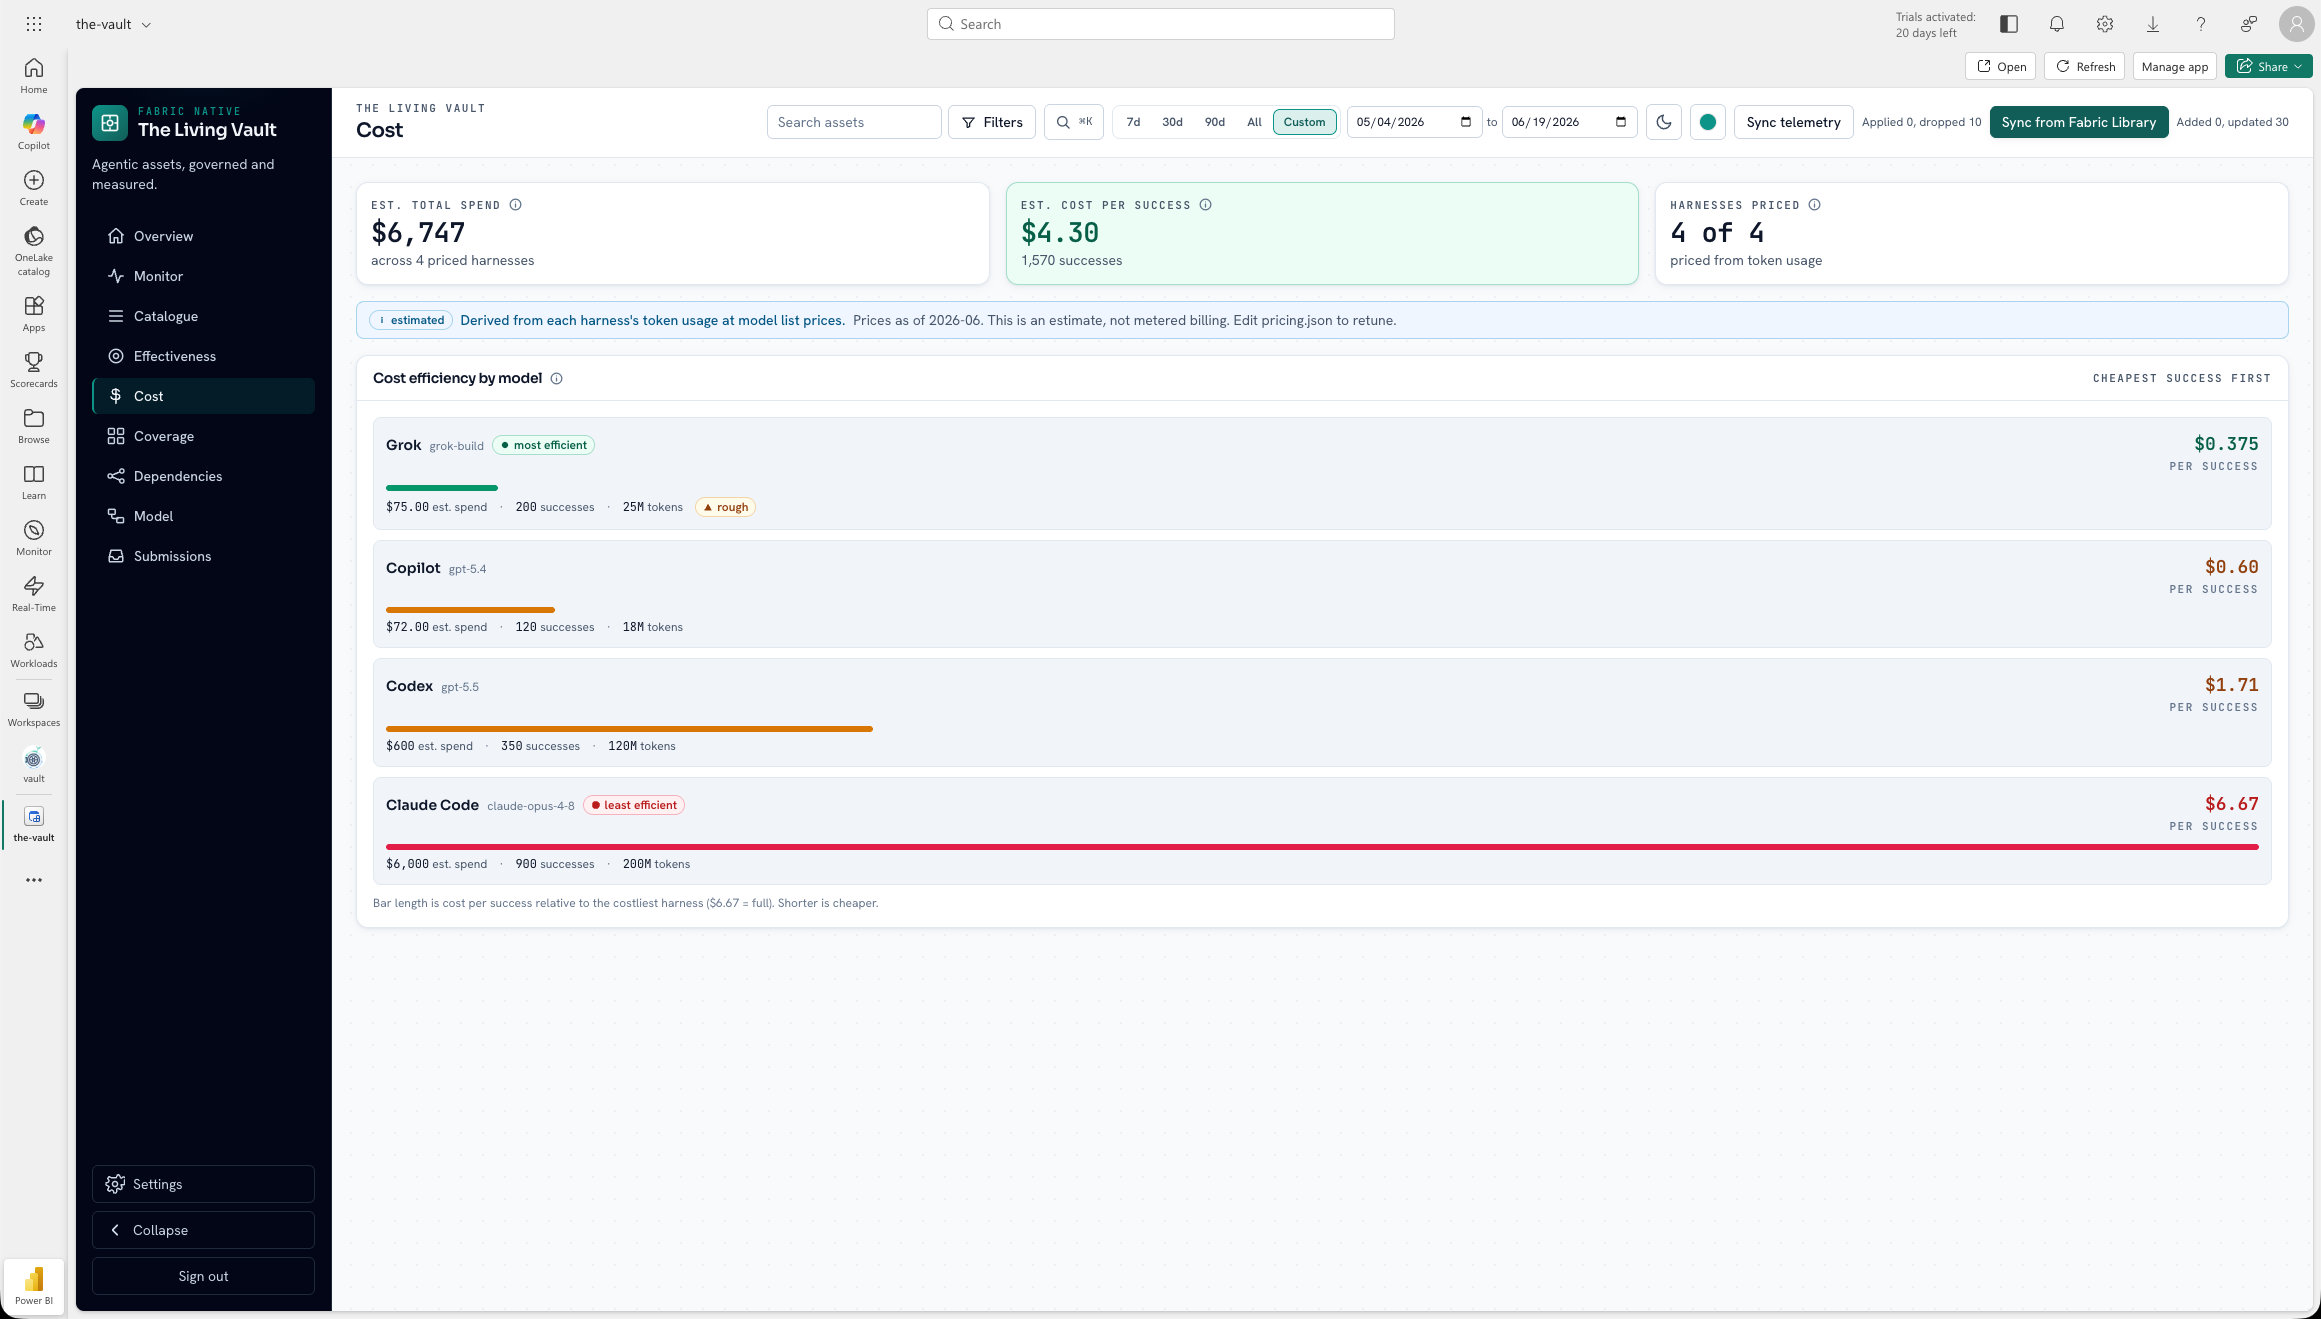 the-vault
Search
Trials activated:
20 days left
Open
Refresh
Manage app
Share
Home
Copilot
Create
OneLake
catalog
Apps
Scorecards
Browse
Learn
Monitor
Real-Time
Workloads
Workspaces
vault
the-vault
Power BI
FABRIC NATIVE
The Living Vault
Agentic assets, governed and
measured.
Overview
Monitor
Catalogue
Effectiveness
Cost
Coverage
Dependencies
Model
Submissions
Settings
Collapse
Sign out
THE LIVING VAULT
Cost
Search assets
Filters
⌘K
7d 30d 90d All Custom
05/04/2026 to 06/19/2026
Sync telemetry
Applied 0, dropped 10
Sync from Fabric Library
Added 0, updated 30
EST. TOTAL SPEND
$6,747
across 4 priced harnesses
EST. COST PER SUCCESS
$4.30
1,570 successes
HARNESSES PRICED
4 of 4
priced from token usage
estimated Derived from each harness's token usage at model list prices. Prices as of 2026-06. This is an estimate, not metered billing. Edit pricing.json to retune.
Cost efficiency by model
CHEAPEST SUCCESS FIRST
Grok grok-build most efficient
$0.375
PER SUCCESS
$75.00 est. spend · 200 successes · 25M tokens rough
Copilot gpt-5.4
$0.60
PER SUCCESS
$72.00 est. spend · 120 successes · 18M tokens
Codex gpt-5.5
$1.71
PER SUCCESS
$600 est. spend · 350 successes · 120M tokens
Claude Code claude-opus-4-8 least efficient
$6.67
PER SUCCESS
$6,000 est. spend · 900 successes · 200M tokens
Bar length is cost per success relative to the costliest harness ($6.67 = full). Shorter is cheaper.